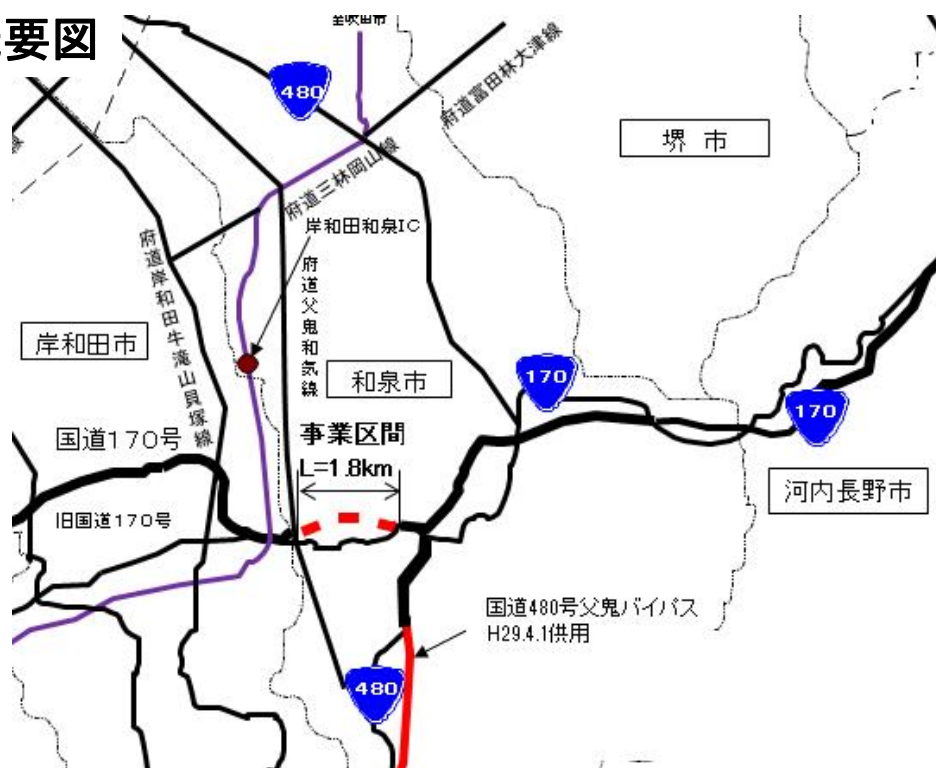 要図
至吹田市
480
府道富田林大津線
堺市
府道三林岡山線
岸和田和泉IC
府道岸和田牛滝山貝塚線
府道父鬼和気線
岸和田市
和泉市
170
170
国道170号
事業区間
L=1.8km
河内長野市
旧国道170号
国道480号父鬼バイパス
H29.4.1供用
480
線